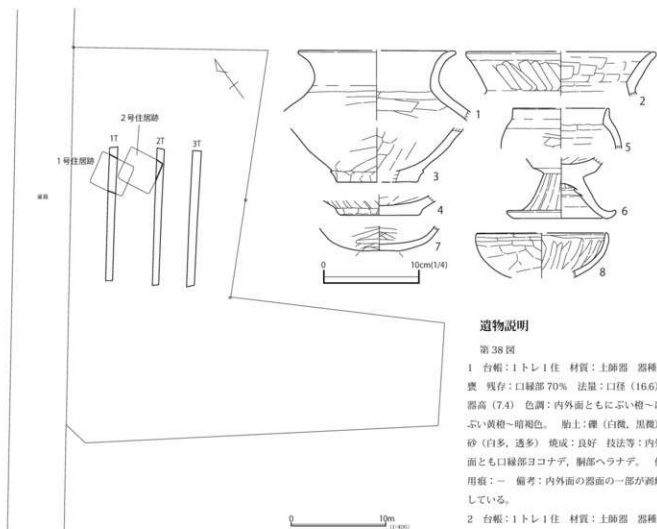 2号住居跡
1T
2T
3T
1号住居跡
道路
1
2
3
4
5
6
7
8
0 10cm(1/4)
0 10m
(1/400)
遺物説明
第38図
1 台帳：1トレ1住 材質：土師器 器種
甕 残存：口縁部70% 法量：口径（16.6）
器高（7.4） 色調：内外面ともにぶい橙～に
ぶい黄橙～暗褐色。 胎土：礫（白微，黒微）
砂（白多，透多） 焼成：良好 技法等：内外
面とも口縁部ヨコナデ，胴部ヘラナデ。 使
用痕：－ 備考：内外面の器面の一部が剥離
している。
2 台帳：1トレ1住 材質：土師器 器種